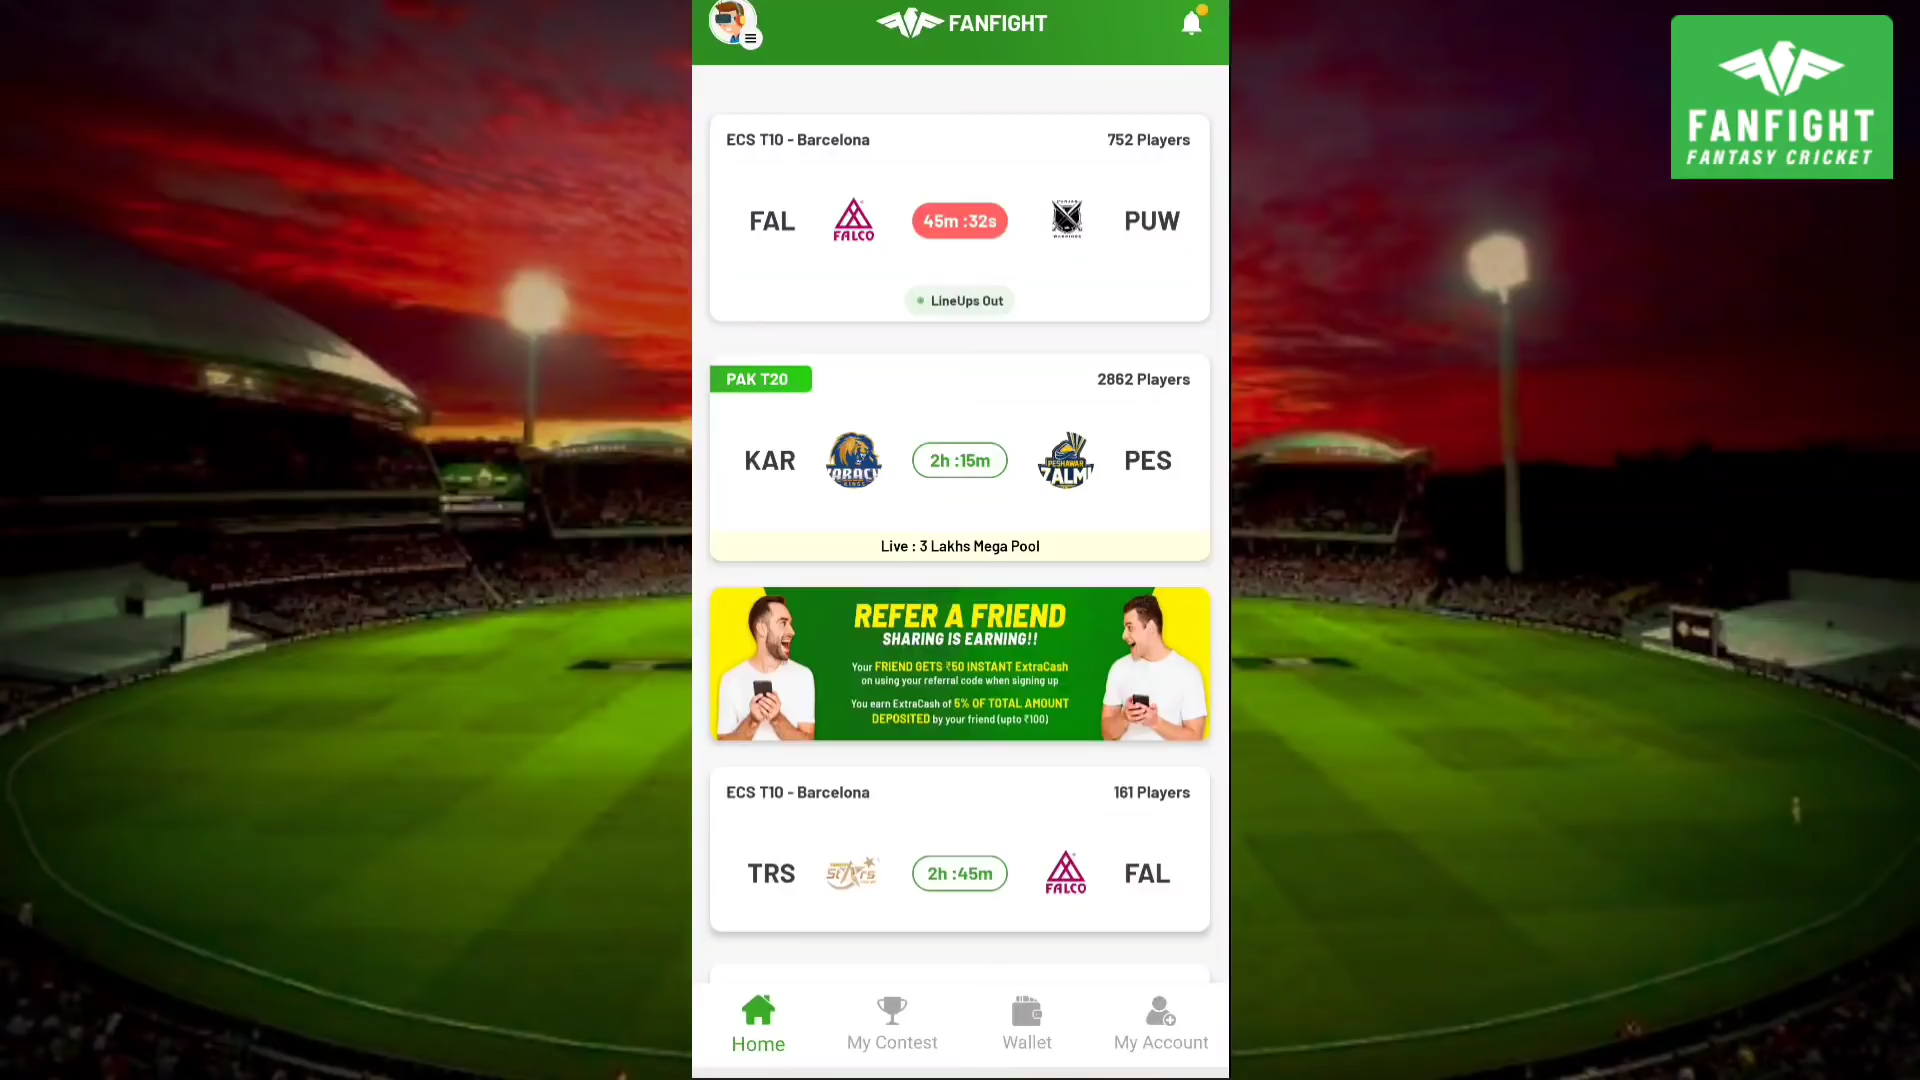 FANFIGHT
FANFIGHT
FANTASY CRICKET
ECS T10 - Barcelona
752 Players
FAL
FALCO
45m :32s
PUW
LineUps Out
PAK T20
2862 Players
KAR
KINGS
2h :15m
PESHAWAR
ZALMI
PES
Live : 3 Lakhs Mega Pool
REFER A FRIEND
SHARING IS EARNING!!
Your FRIEND GETS ₹50 INSTANT ExtraCash
on using your referral code when signing up
You earn ExtraCash of 5% OF TOTAL AMOUNT
DEPOSITED by your friend (upto ₹100)
ECS T10 - Barcelona
161 Players
TRS
Stars
2h :45m
FALCO
FAL
Home
My Contest
Wallet
My Account